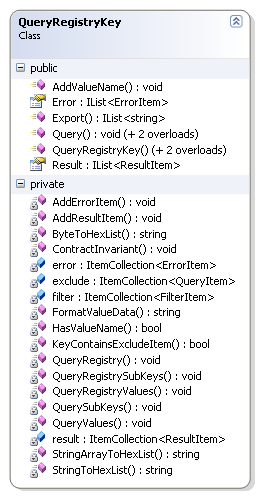 QueryRegistryKey
Class
public
AddValueName() : void
Error : IList<ErrorItem>
Export() : IList<string>
Query() : void (+ 2 overloads)
QueryRegistryKey() (+ 2 overloads)
Result : IList<ResultItem>
private
AddErrorItem() : void
AddResultItem() : void
ByteToHexList() : string
ContractInvariant() : void
error : ItemCollection<ErrorItem>
exclude : ItemCollection<QueryItem>
filter : ItemCollection<FilterItem>
FormatValueData() : string
HasValueName() : bool
KeyContainsExcludeItem() : bool
QueryRegistry() : void
QueryRegistrySubKeys() : void
QueryRegistryValues() : void
QuerySubKeys() : void
QueryValues() : void
result : ItemCollection<ResultItem>
StringArrayToHexList() : string
StringToHexList() : string